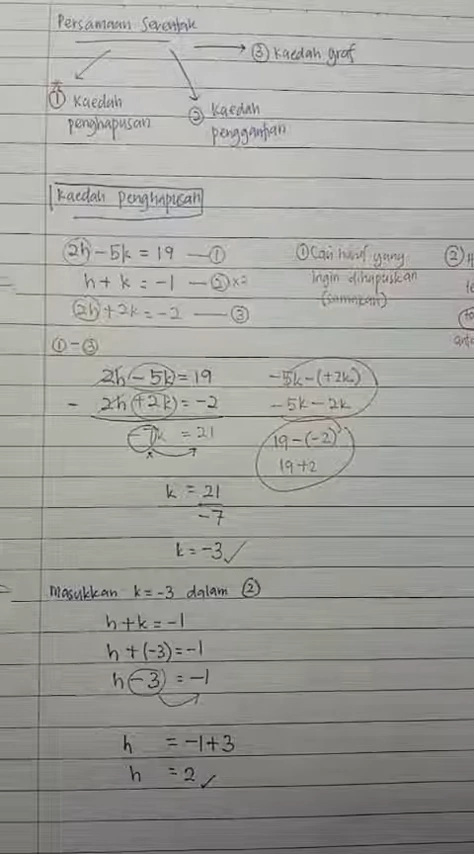 Persamaan Serentak
③ Kaedah graf
① Kaedah penghapusan
② Kaedah penggantian
Kaedah penghapusan
2h - 5k = 19 — ①
h + k = -1 — ② ×2
2h + 2k = -2 — ③
① Cari huruf yang
ingin dihapuskan
(samakan)
②
① - ③
2h - 5k = 19
- 2h + 2k = -2
-7k = 21
-5k - (+2k)
-5k - 2k
19 - (-2)
19 + 2
k = 21
-7
k = -3 ✓
Masukkan k = -3 dalam ②
h + k = -1
h + (-3) = -1
h - 3 = -1
h = -1 + 3
h = 2 ✓